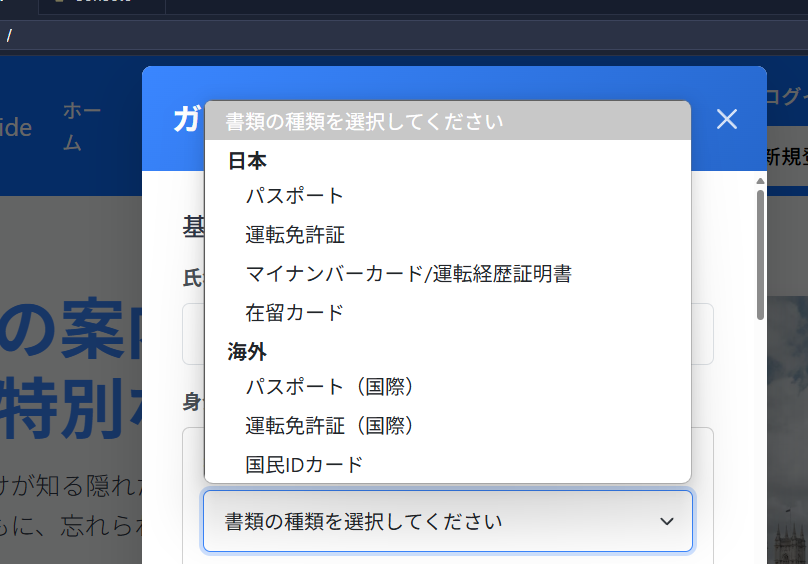 /
ide
ホー
ム
ガ
書類の種類を選択してください
日本
パスポート
運転免許証
マイナンバーカード/運転経歴証明書
在留カード
海外
パスポート（国際）
運転免許証（国際）
国民IDカード
書類の種類を選択してください
基
氏
身
ログイ
新規登
の案内
特別な
けが知る隠れた
もに、忘れられ